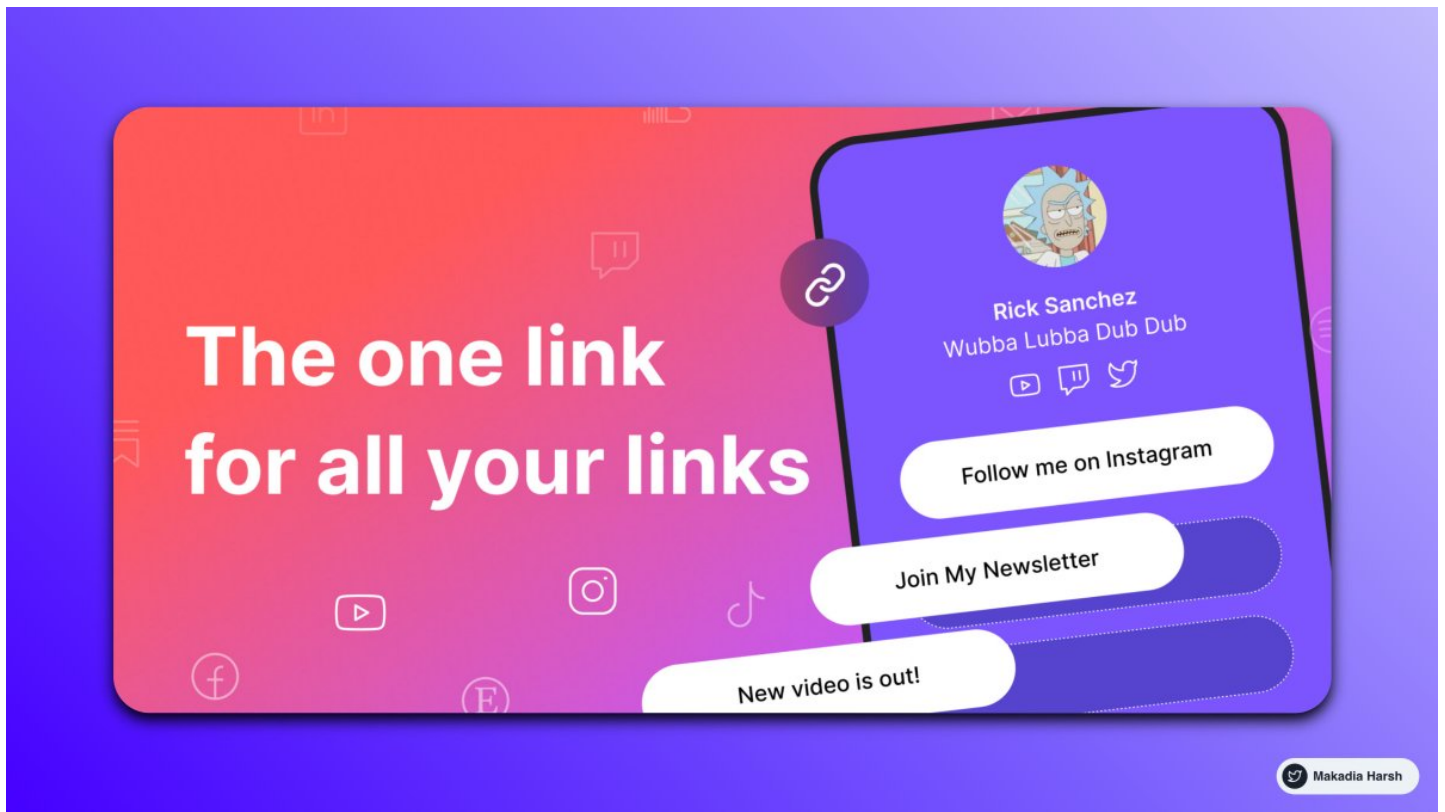 The one link
for all your links
Rick Sanchez
Wubba Lubba Dub Dub
Follow me on Instagram
Join My Newsletter
New video is out!
Makadia Harsh